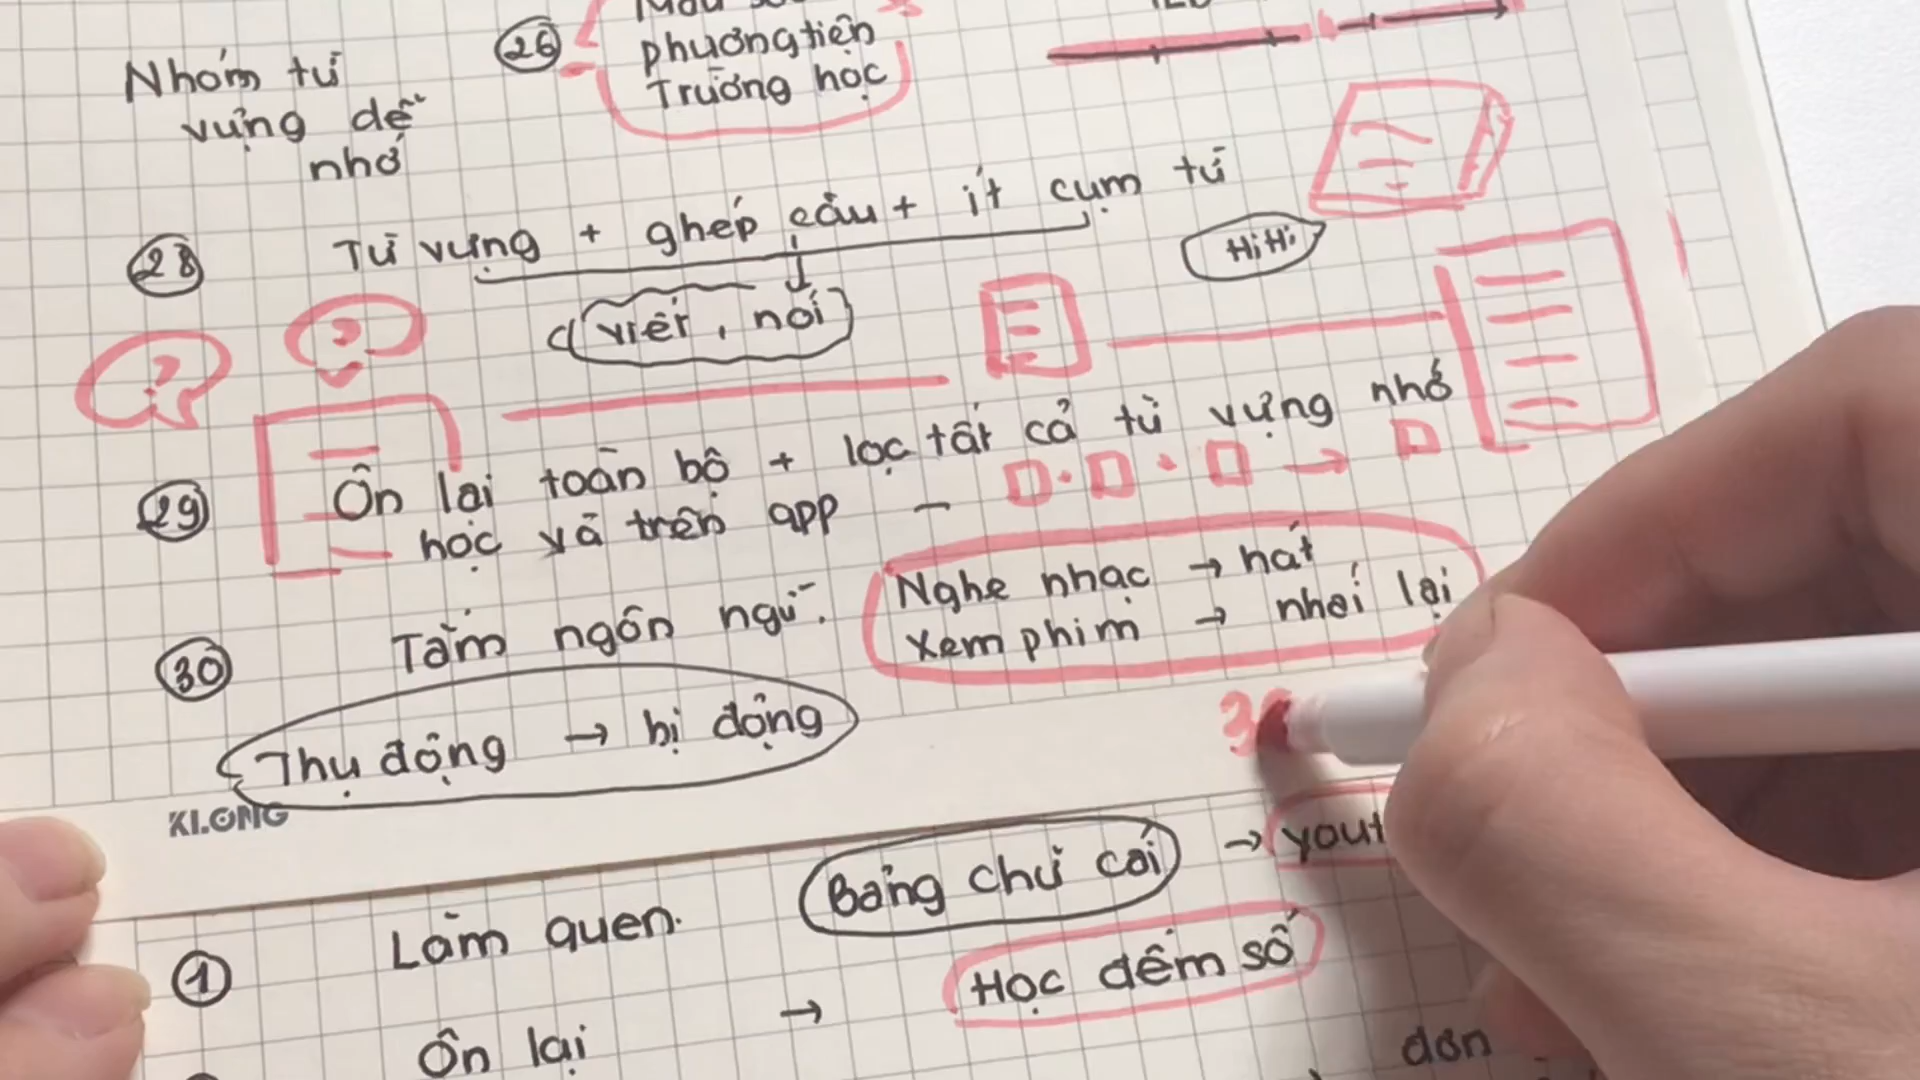 26
phương tiện
Trường học
Nhóm từ
vựng dễ
nhớ
28
Từ vựng + ghép câu + ít cụm từ
HiHi
viết, nói
? ?
29
Ôn lại toàn bộ + lọc tất cả từ vựng nhớ
học và trên app –
30
Tắm ngôn ngữ.
Nghe nhạc → hát
Xem phim → nhại lại
Thụ động → bị động
KLONG
Bảng chữ cái → yout
1
Làm quen.
→ Học đếm số
Ôn lại
đơn